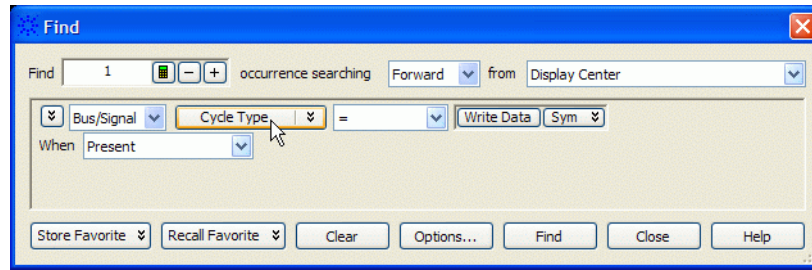 Find
Find 1 occurrence searching Forward from Display Center
Bus/Signal Cycle Type = Write Data Sym
When Present
Store Favorite Recall Favorite Clear Options... Find Close Help